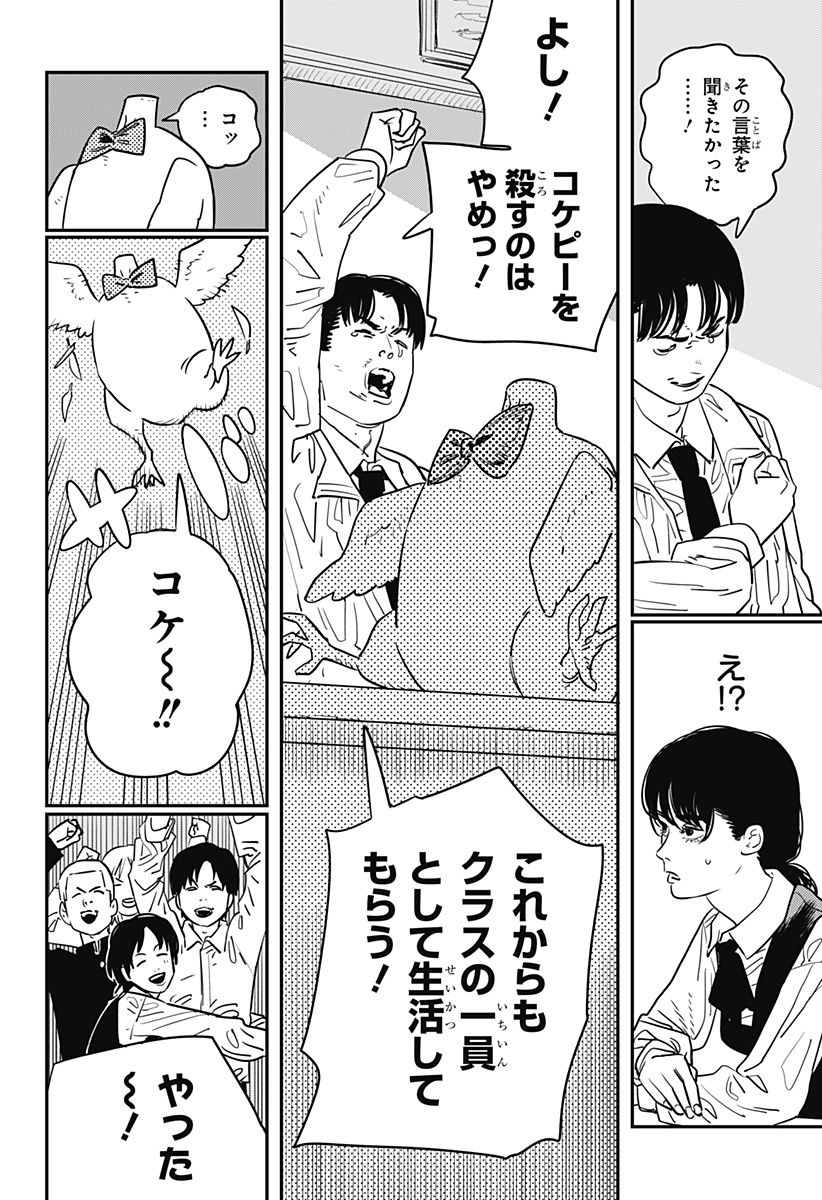 その言葉を
聞きたかった
……！
え!?
よし！
コケピーを
殺すのは
やめっ！
これからも
クラスの一員
として生活して
もらう！
コッ
…
コケ〜!!
やった
〜！